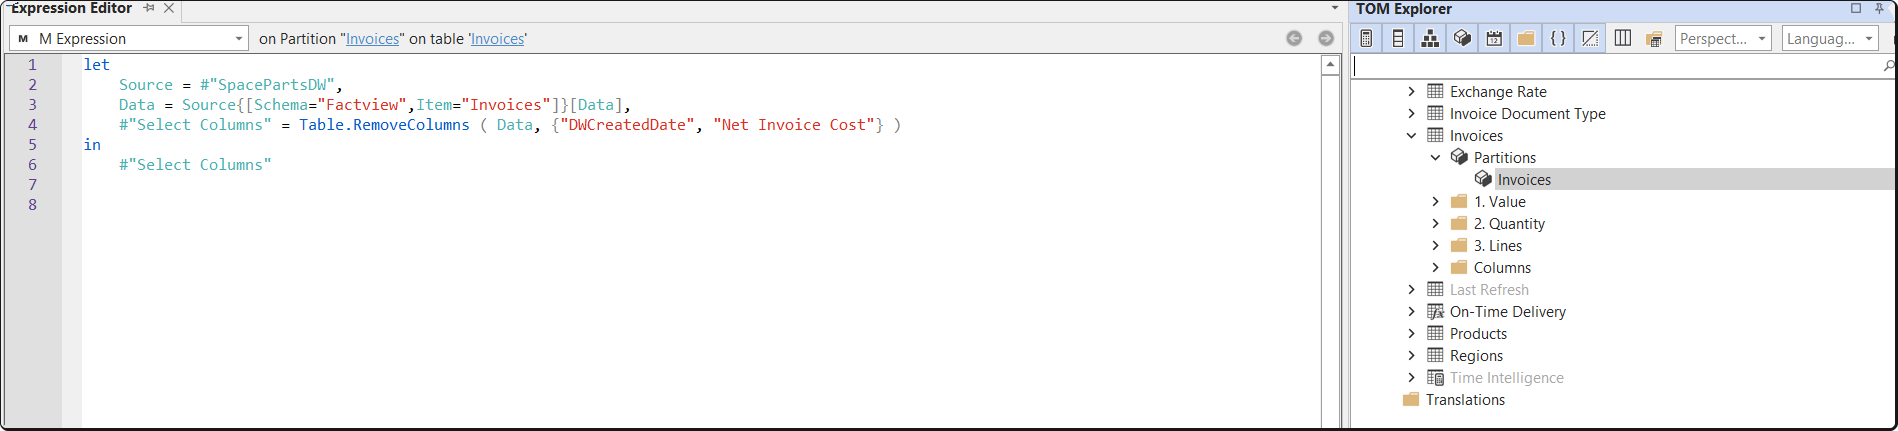 Expression Editor
M M Expression
on Partition "Invoices" on table 'Invoices'
1 let
2 Source = #"SpacePartsDW",
3 Data = Source{[Schema="Factview",Item="Invoices"]}[Data],
4 #"Select Columns" = Table.RemoveColumns ( Data, {"DWCreatedDate", "Net Invoice Cost"} )
5 in
6 #"Select Columns"
7
8
TOM Explorer
Perspect...
Languag...
Exchange Rate
Invoice Document Type
Invoices
Partitions
Invoices
1. Value
2. Quantity
3. Lines
Columns
Last Refresh
On-Time Delivery
Products
Regions
Time Intelligence
Translations